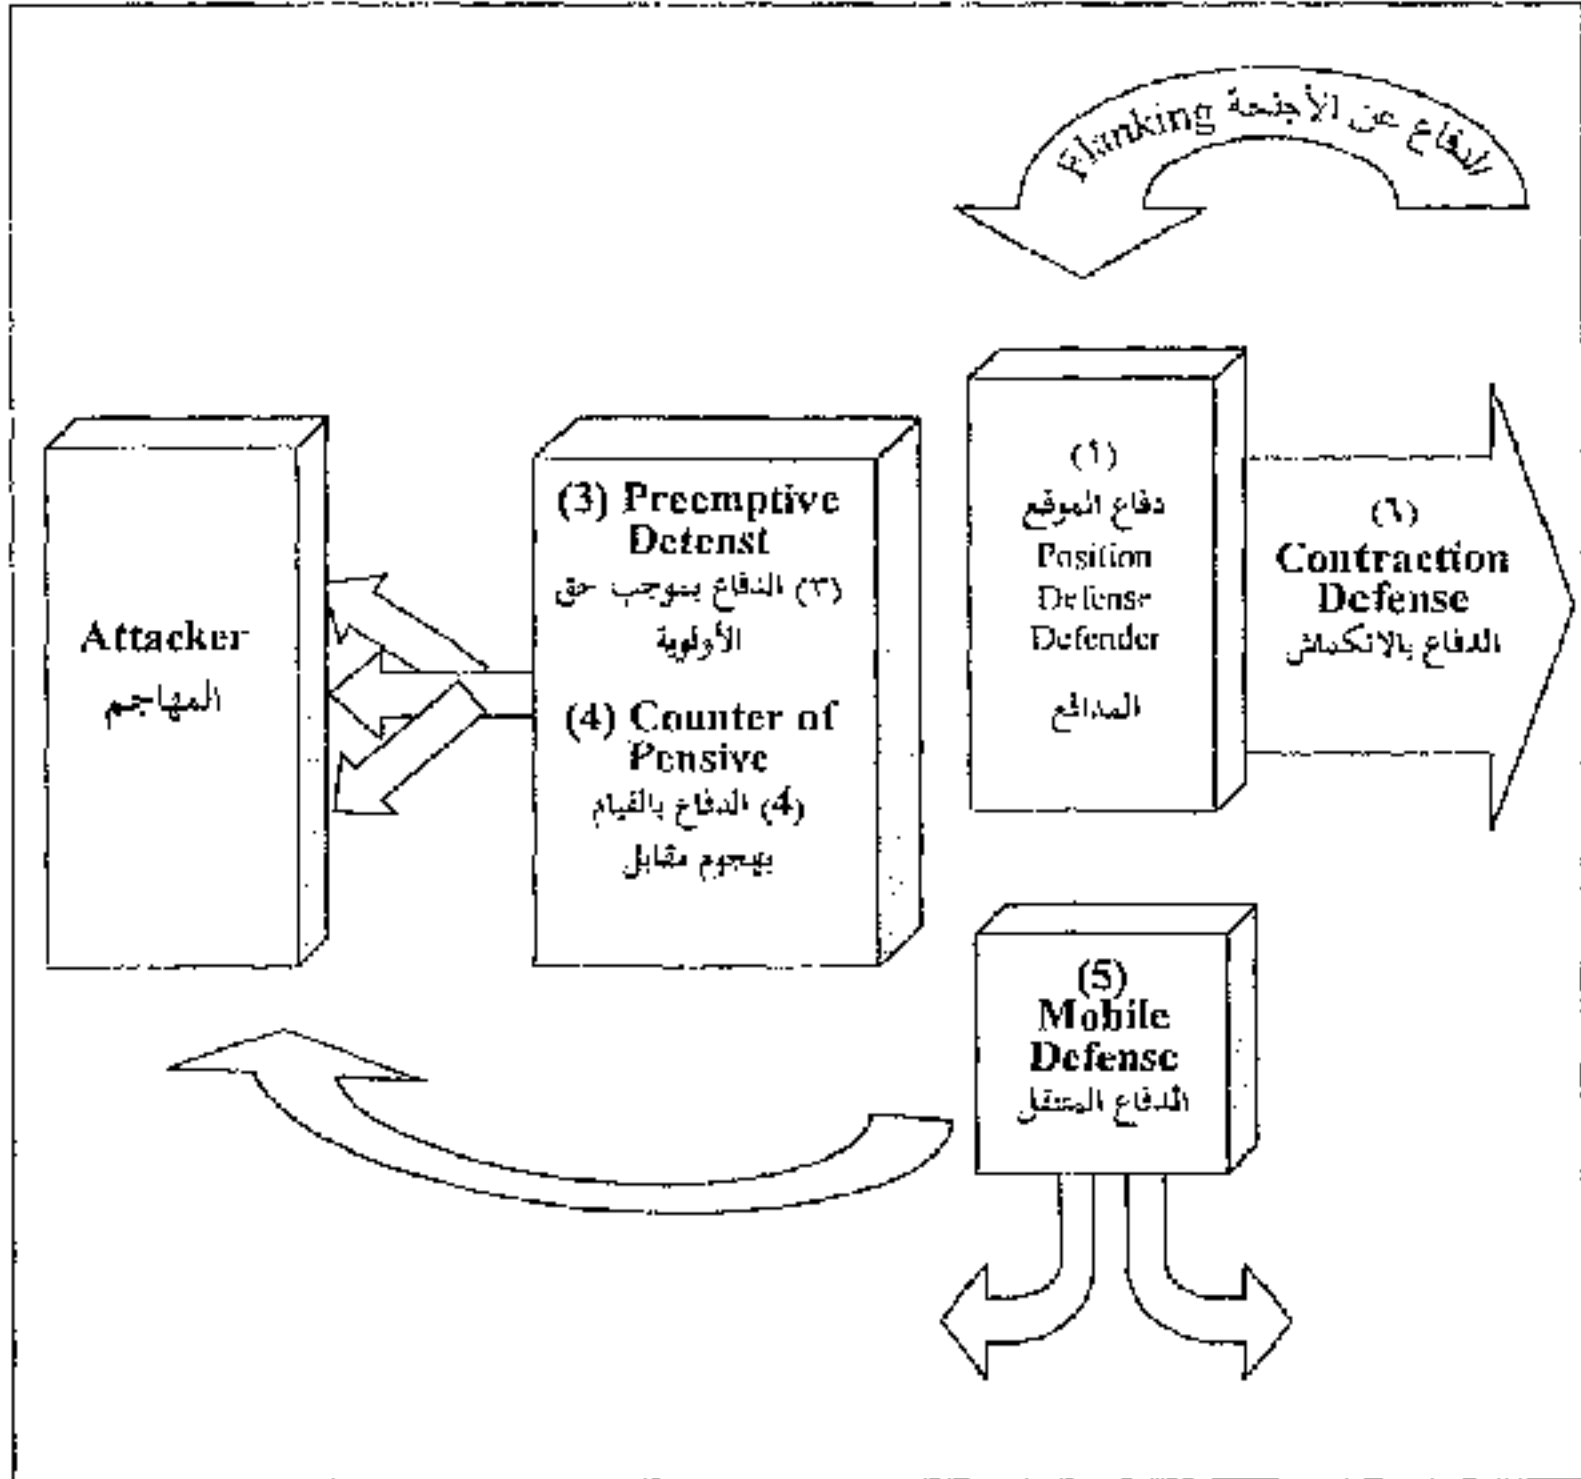 Flanking الدفاع عن الأجنحة
Attacker
المهاجم
(3) Preemptive
Detenst
(٣) الدفاع بموجب حق
الأولوية
(4) Counter of
Pensive
(4) الدفاع بالقيام
بهجوم مقابل
(١)
دفاع الموقع
Position
Defense
Defender
المدافع
(٦)
Contraction
Defense
الدفاع بالانكماش
(5)
Mobile
Defense
الدفاع المتنقل